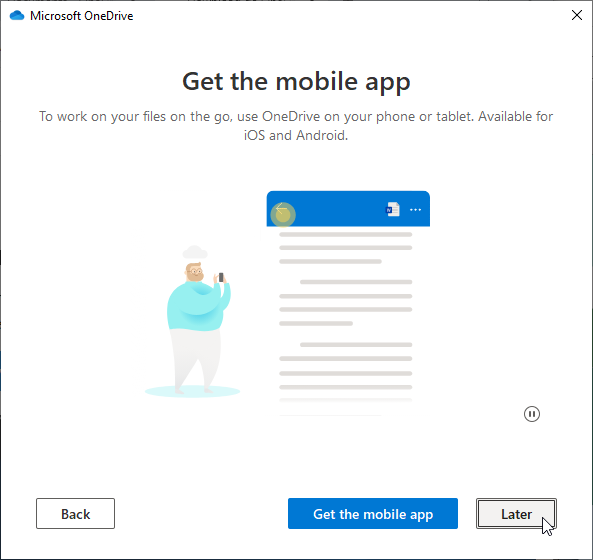 Microsoft OneDrive
Get the mobile app
To work on your files on the go, use OneDrive on your phone or tablet. Available for
iOS and Android.
Back
Get the mobile app
Later